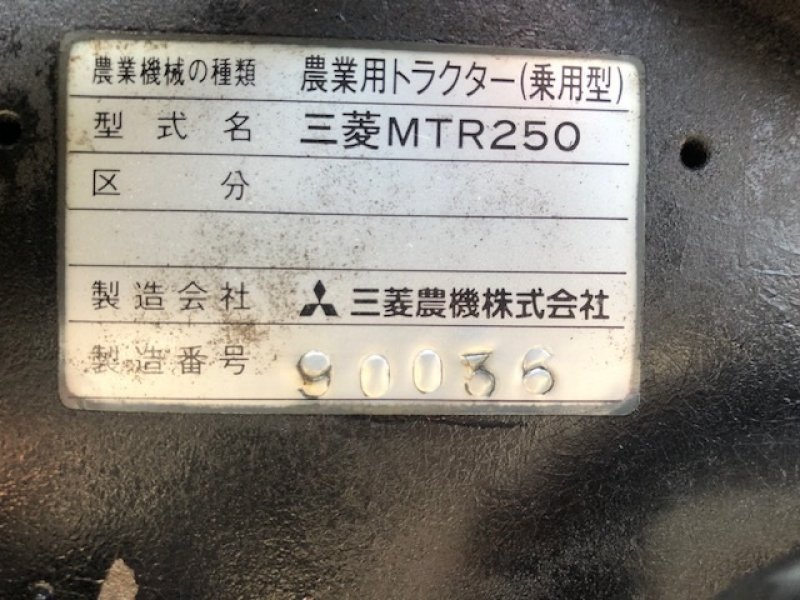 農業機械の種類 農業用トラクター(乗用型)
型式名 三菱MTR250
区分
製造会社 三菱農機株式会社
製造番号 90036